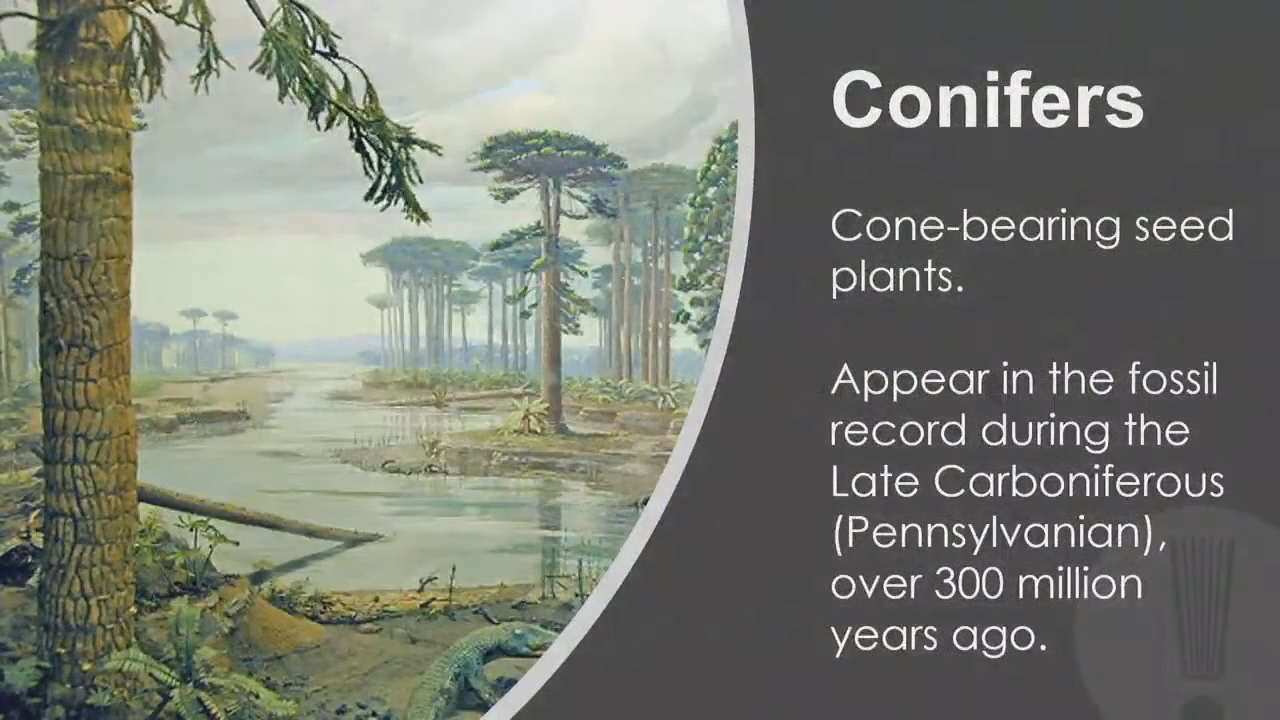 Conifers
Cone-bearing seed
plants.
Appear in the fossil
record during the
Late Carboniferous
(Pennsylvanian),
over 300 million
years ago.